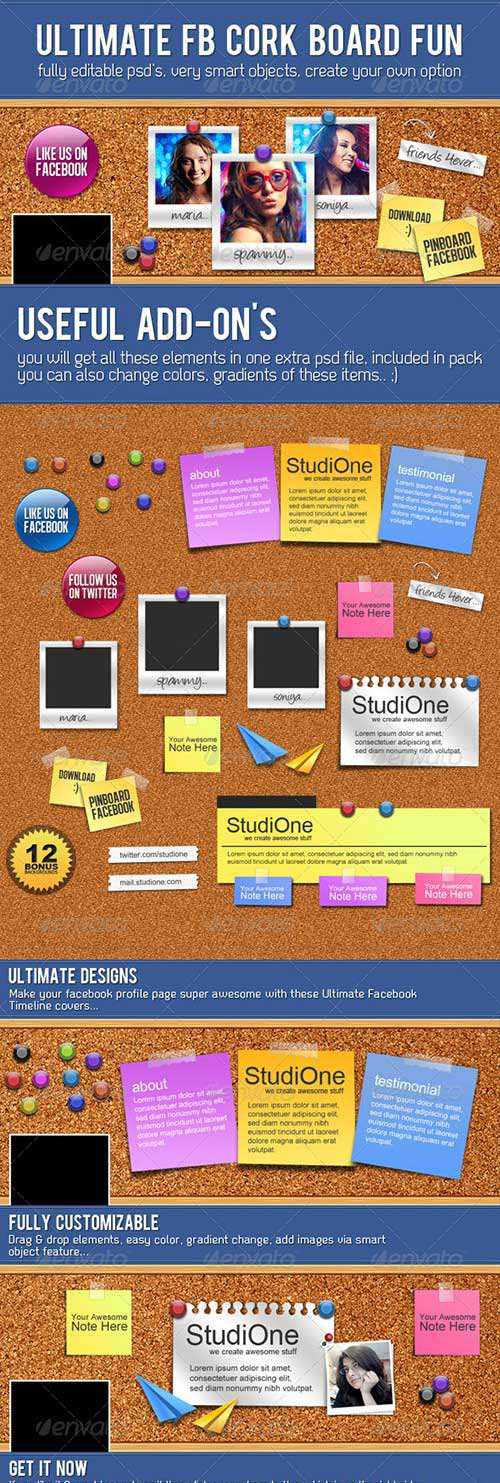 ULTIMATE FB CORK BOARD FUN
fully editable psd's, very smart objects, create your own option
LIKE US ON
FACEBOOK
maria..
spammy..
soniya..
friends 4ever...
DOWNLOAD
:)
PINBOARD
FACEBOOK
USEFUL ADD-ON'S
you will get all these elements in one extra psd file, included in pack
you can also change colors, gradients of these items.. ;)
LIKE US ON
FACEBOOK
about
Lorem ipsum dolor sit amet,
consectetuer adipiscing elit,
sed diam nonummy nibh
euismod tincidunt ut laoreet
dolore magna aliquam erat
volutpat.
StudiOne
we create awesome stuff
Lorem ipsum dolor sit amet,
consectetuer adipiscing elit,
sed diam nonummy nibh
euismod tincidunt ut laoreet
dolore magna aliquam erat
volutpat.
testimonial
Lorem ipsum dolor sit amet,
consectetuer adipiscing elit,
sed diam nonummy nibh
euismod tincidunt ut laoreet
dolore magna aliquam erat
volutpat.
FOLLOW US
ON TWITTER
Your Awesome
Note Here
friends 4ever...
maria..
spammy..
soniya..
StudiOne
we create awesome stuff
Lorem ipsum dolor sit amet,
consectetuer adipiscing elit,
sed diam nonummy nibh volutpat.
Your Awesome
Note Here
DOWNLOAD
:)
PINBOARD
FACEBOOK
12
BONUS
BACKGROUNDS
twitter.com/studione
mail.studione.com
StudiOne
we create awesome stuff
Lorem ipsum dolor sit amet, consectetuer adipiscing elit, sed diam nonummy nibh volutpat.
Your Awesome
Note Here
Your Awesome
Note Here
Your Awesome
Note Here
ULTIMATE DESIGNS
Make your facebook profile page super awesome with these Ultimate Facebook
Timeline covers...
about
Lorem ipsum dolor sit amet,
consectetuer adipiscing elit,
sed diam nonummy nibh
euismod tincidunt ut laoreet
dolore magna aliquam erat
volutpat.
StudiOne
we create awesome stuff
Lorem ipsum dolor sit amet,
consectetuer adipiscing elit,
sed diam nonummy nibh
euismod tincidunt ut laoreet
dolore magna aliquam erat
volutpat.
testimonial
Lorem ipsum dolor sit amet,
consectetuer adipiscing elit,
sed diam nonummy nibh
euismod tincidunt ut laoreet
dolore magna aliquam erat
volutpat.
FULLY CUSTOMIZABLE
Drag & drop elements, easy color, gradient change, add images via smart
object feature...
Your Awesome
Note Here
StudiOne
we create awesome stuff
Lorem ipsum dolor sit amet,
consectetuer adipiscing elit,
sed diam nonummy nibh volutpat.
Your Awesome
Note Here
GET IT NOW